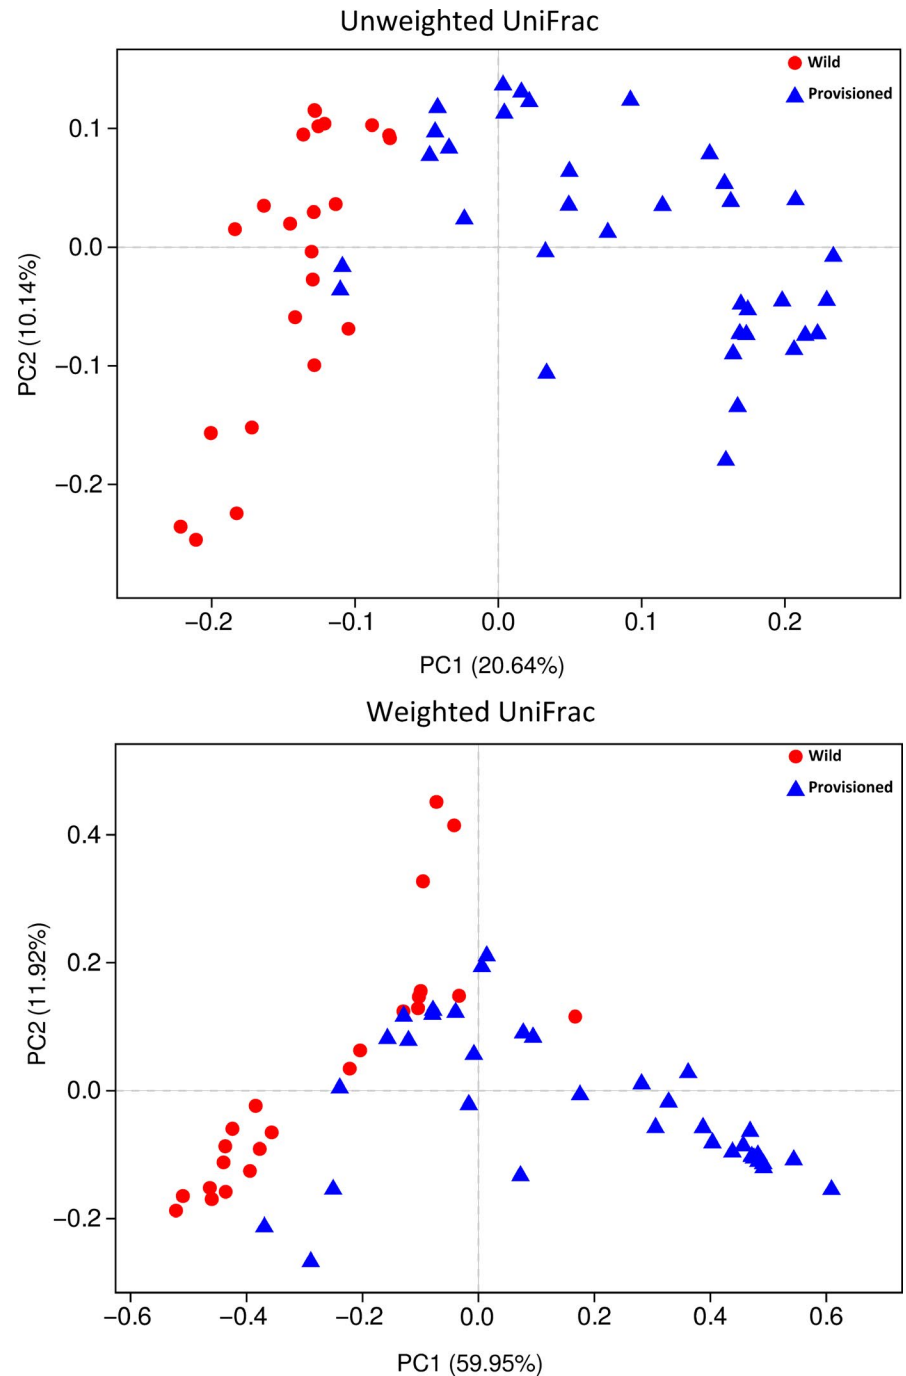 Unweighted UniFrac
Wild
Provisioned
0.1
0.0
−0.1
−0.2
PC2 (10.14%)
−0.2 −0.1 0.0 0.1 0.2
PC1 (20.64%)
Weighted UniFrac
Wild
Provisioned
0.4
0.2
0.0
−0.2
PC2 (11.92%)
−0.6 −0.4 −0.2 0.0 0.2 0.4 0.6
PC1 (59.95%)